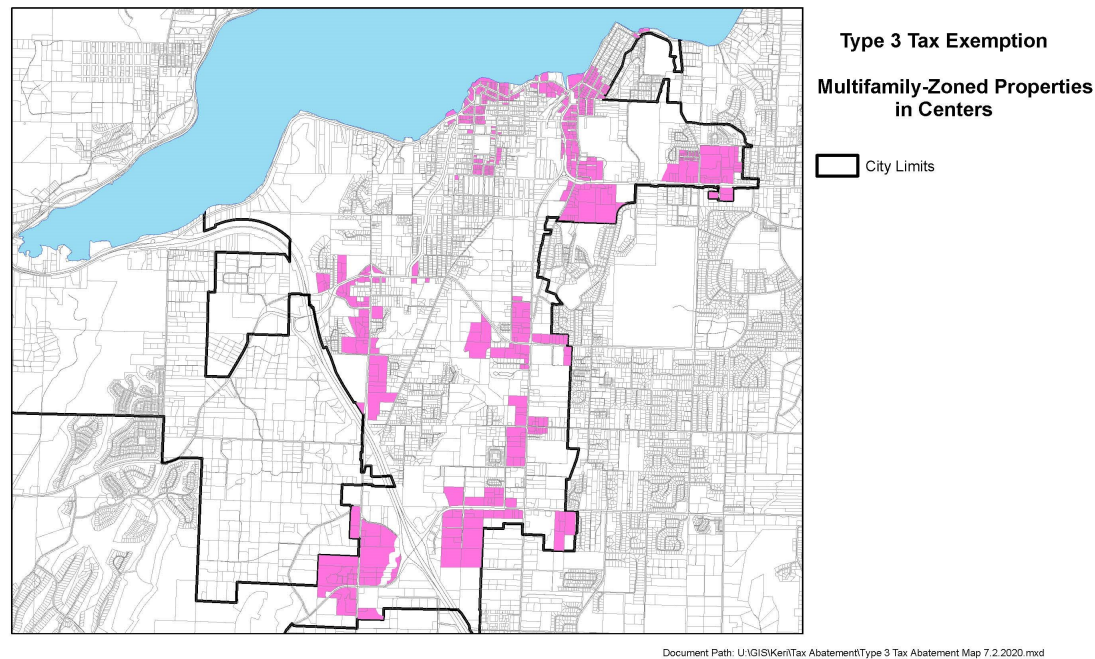 Type 3 Tax Exemption
Multifamily-Zoned Properties
in Centers
City Limits
Document Path: U:\GIS\Keri\Tax Abatement\Type 3 Tax Abatement Map 7.2.2020.mxd